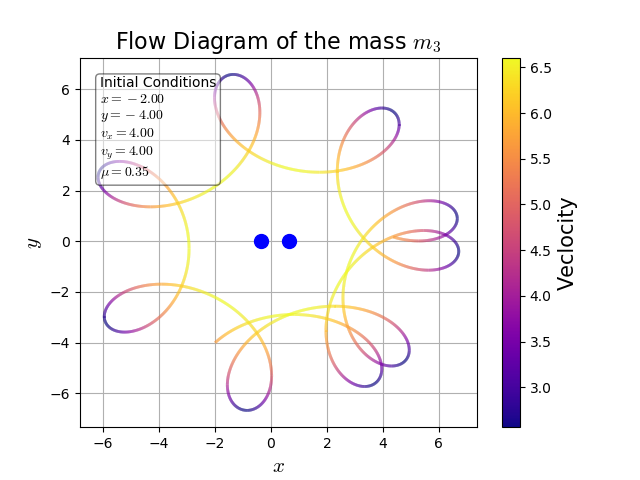 Flow Diagram of the mass m₃
Initial Conditions
x = −2.00
y = −4.00
vₓ = 4.00
v_y = 4.00
μ = 0.35
6
4
2
0
−2
−4
−6
y
−6 −4 −2 0 2 4 6
x
6.5
6.0
5.5
5.0
4.5
4.0
3.5
3.0
Veclocity